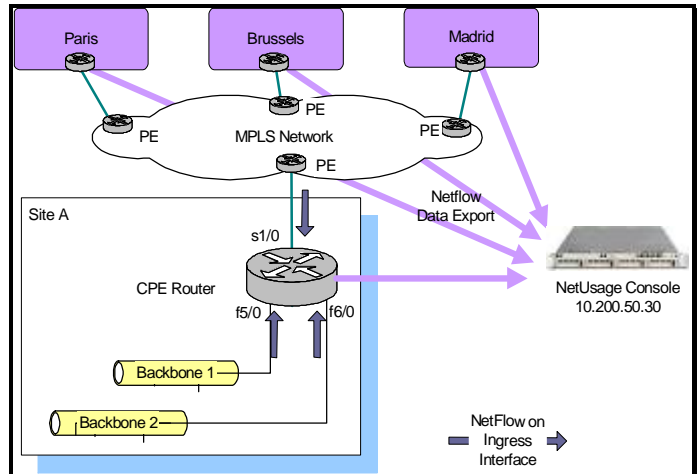 Paris
Brussels
Madrid
PE
PE
PE
MPLS Network
PE
Netflow
Data Export
Site A
s1/0
CPE Router
NetUsage Console
10.200.50.30
f5/0
f6/0
Backbone 1
Backbone 2
NetFlow on
Ingress
Interface